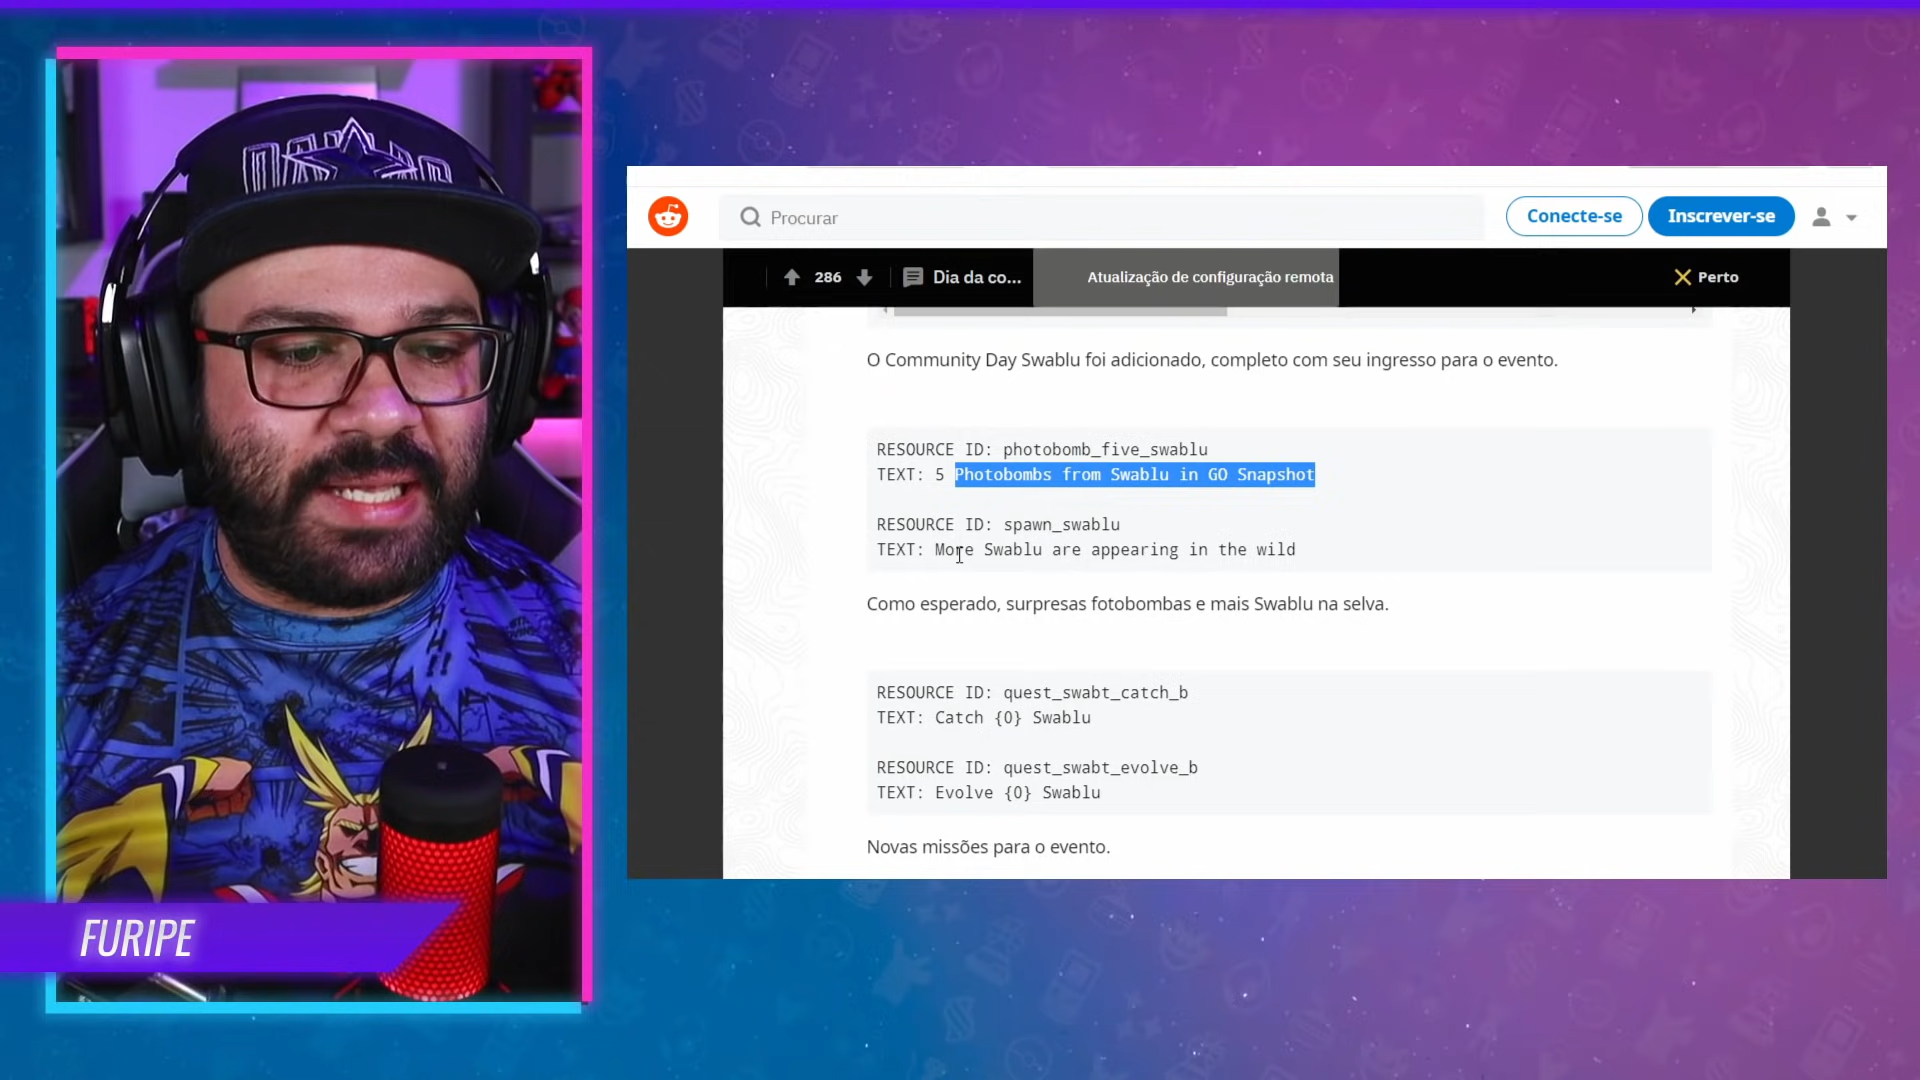 Procurar
Conecte-se
Inscrever-se
286
Dia da co...
Atualização de configuração remota
Perto
O Community Day Swablu foi adicionado, completo com seu ingresso para o evento.
RESOURCE ID: photobomb_five_swablu
TEXT: 5 Photobombs from Swablu in GO Snapshot
RESOURCE ID: spawn_swablu
TEXT: More Swablu are appearing in the wild
Como esperado, surpresas fotobombas e mais Swablu na selva.
RESOURCE ID: quest_swabt_catch_b
TEXT: Catch {0} Swablu
RESOURCE ID: quest_swabt_evolve_b
TEXT: Evolve {0} Swablu
Novas missões para o evento.
FURIPE